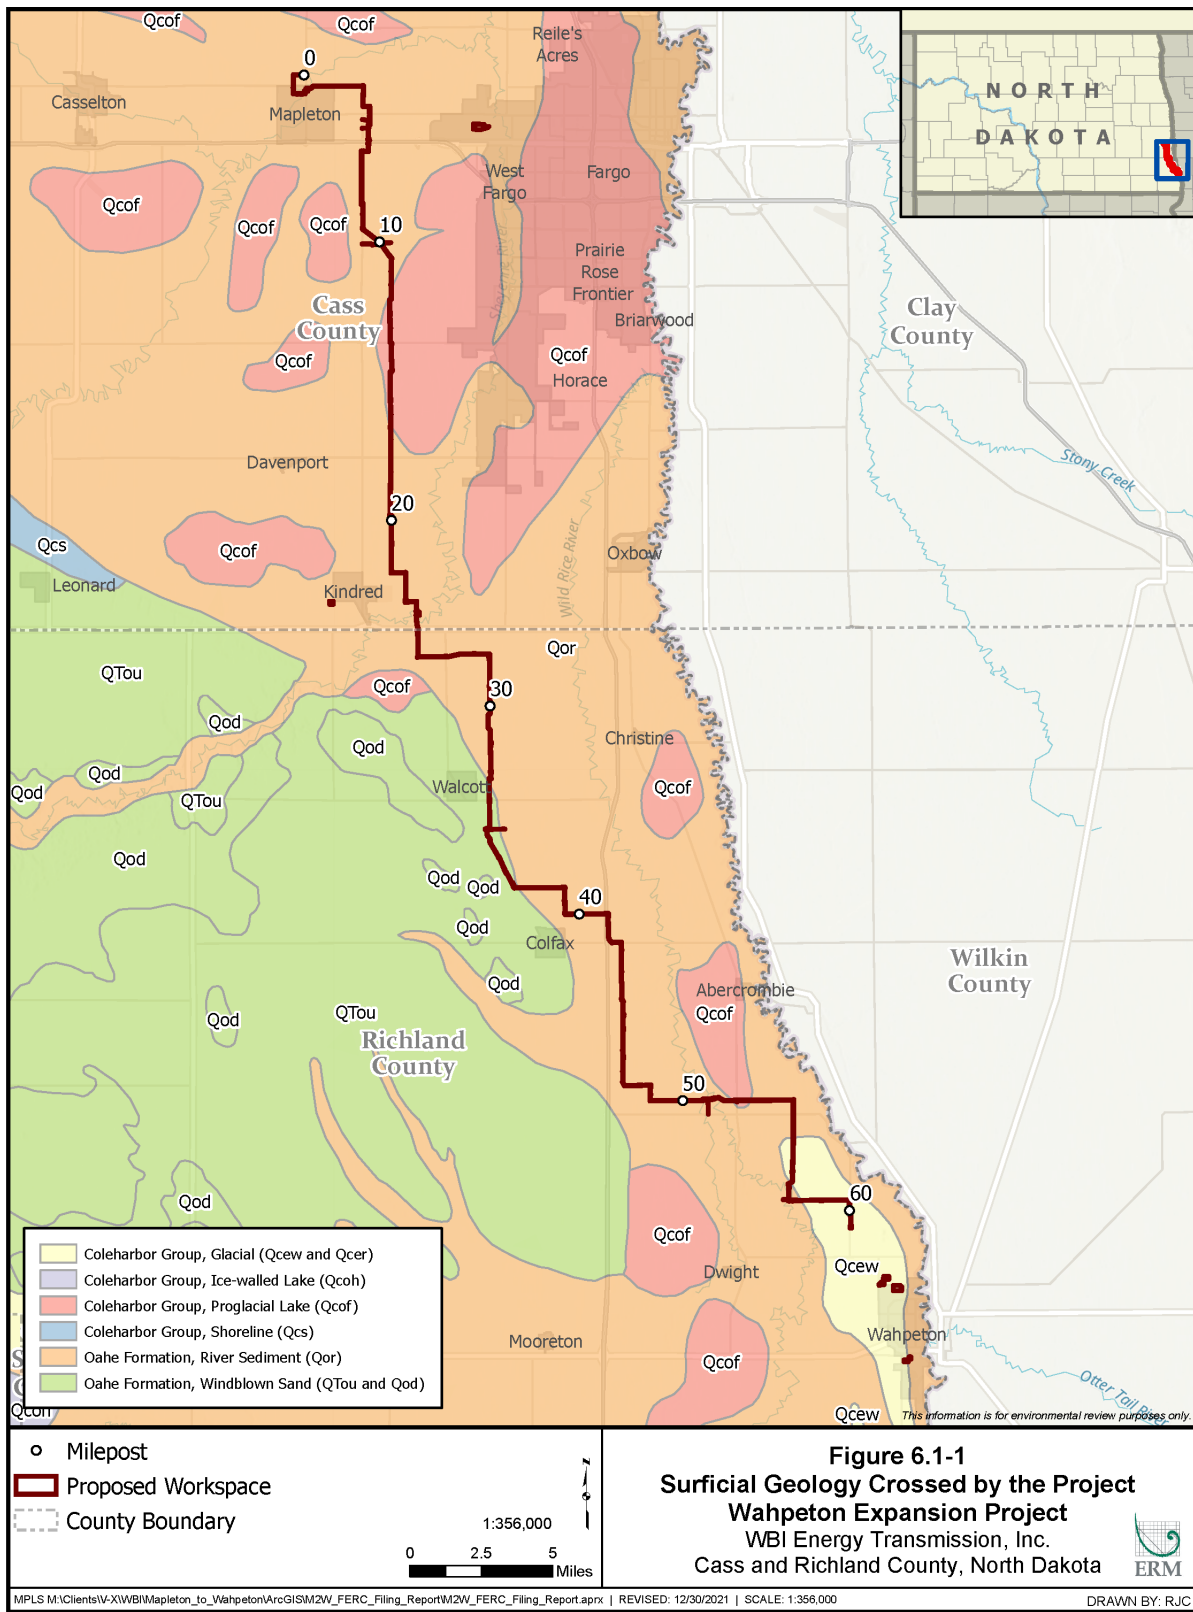 Qcof
Qcof
Reile's
Acres
0
Casselton
Mapleton
NORTH
DAKOTA
West
Fargo
Fargo
Qcof
Qcof
Qcof
10
Sheyenne River
Prairie
Rose
Frontier
Cass
County
Briarwood
Clay
County
Qcof
Qcof
Horace
Davenport
Stony Creek
20
Qcs
Qcof
Oxbow
Leonard
Kindred
Wild Rice River
Qor
QTou
Qcof
30
Qod
Qod
Christine
Qod
Qod
QTou
Walcott
Qcof
Qod
Qod
Qod
40
Qod
Colfax
Wilkin
County
Qod
Abercrombie
Qcof
QTou
Qod
Richland
County
50
Qod
60
Qcof
Qcew
Dwight
Coleharbor Group, Glacial (Qcew and Qcer)
Coleharbor Group, Ice-walled Lake (Qcoh)
Coleharbor Group, Proglacial Lake (Qcof)
Coleharbor Group, Shoreline (Qcs)
Oahe Formation, River Sediment (Qor)
Oahe Formation, Windblown Sand (QTou and Qod)
Mooreton
Wahpeton
Qcof
Otter Tail River
Qcoh
Qcew
This information is for environmental review purposes only.
Milepost
Proposed Workspace
County Boundary
N
1:356,000
0 2.5 5
Miles
Figure 6.1-1
Surficial Geology Crossed by the Project
Wahpeton Expansion Project
WBI Energy Transmission, Inc.
Cass and Richland County, North Dakota
ERM
MPLS M:\Clients\V-X\WBI\Mapleton_to_Wahpeton\ArcGIS\M2W_FERC_Filing_Report\M2W_FERC_Filing_Report.aprx | REVISED: 12/30/2021 | SCALE: 1:356,000
DRAWN BY: RJC